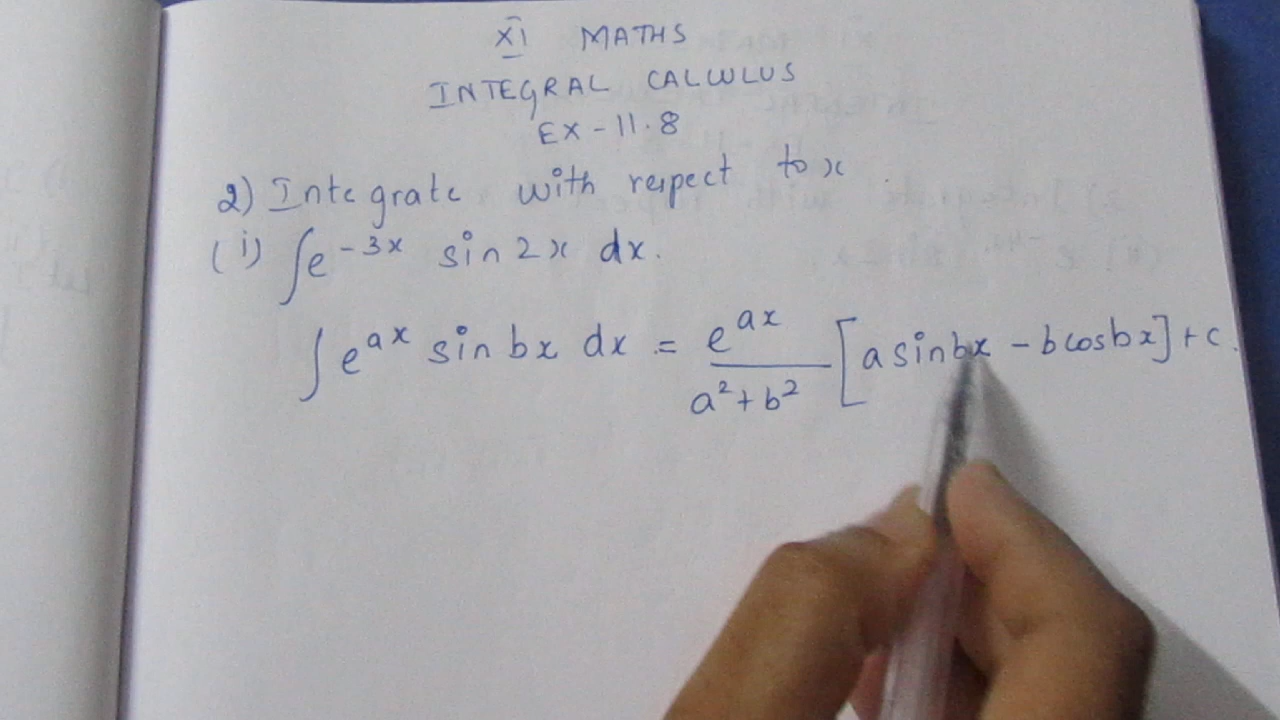 XI MATHS
INTEGRAL CALCULUS
EX - 11.8
2) Integrate with respect to x
(i) ∫e^{-3x} sin 2x dx.
∫e^{ax} sin bx dx = e^{ax}/(a²+b²) [a sin bx - b cos bx] + c.